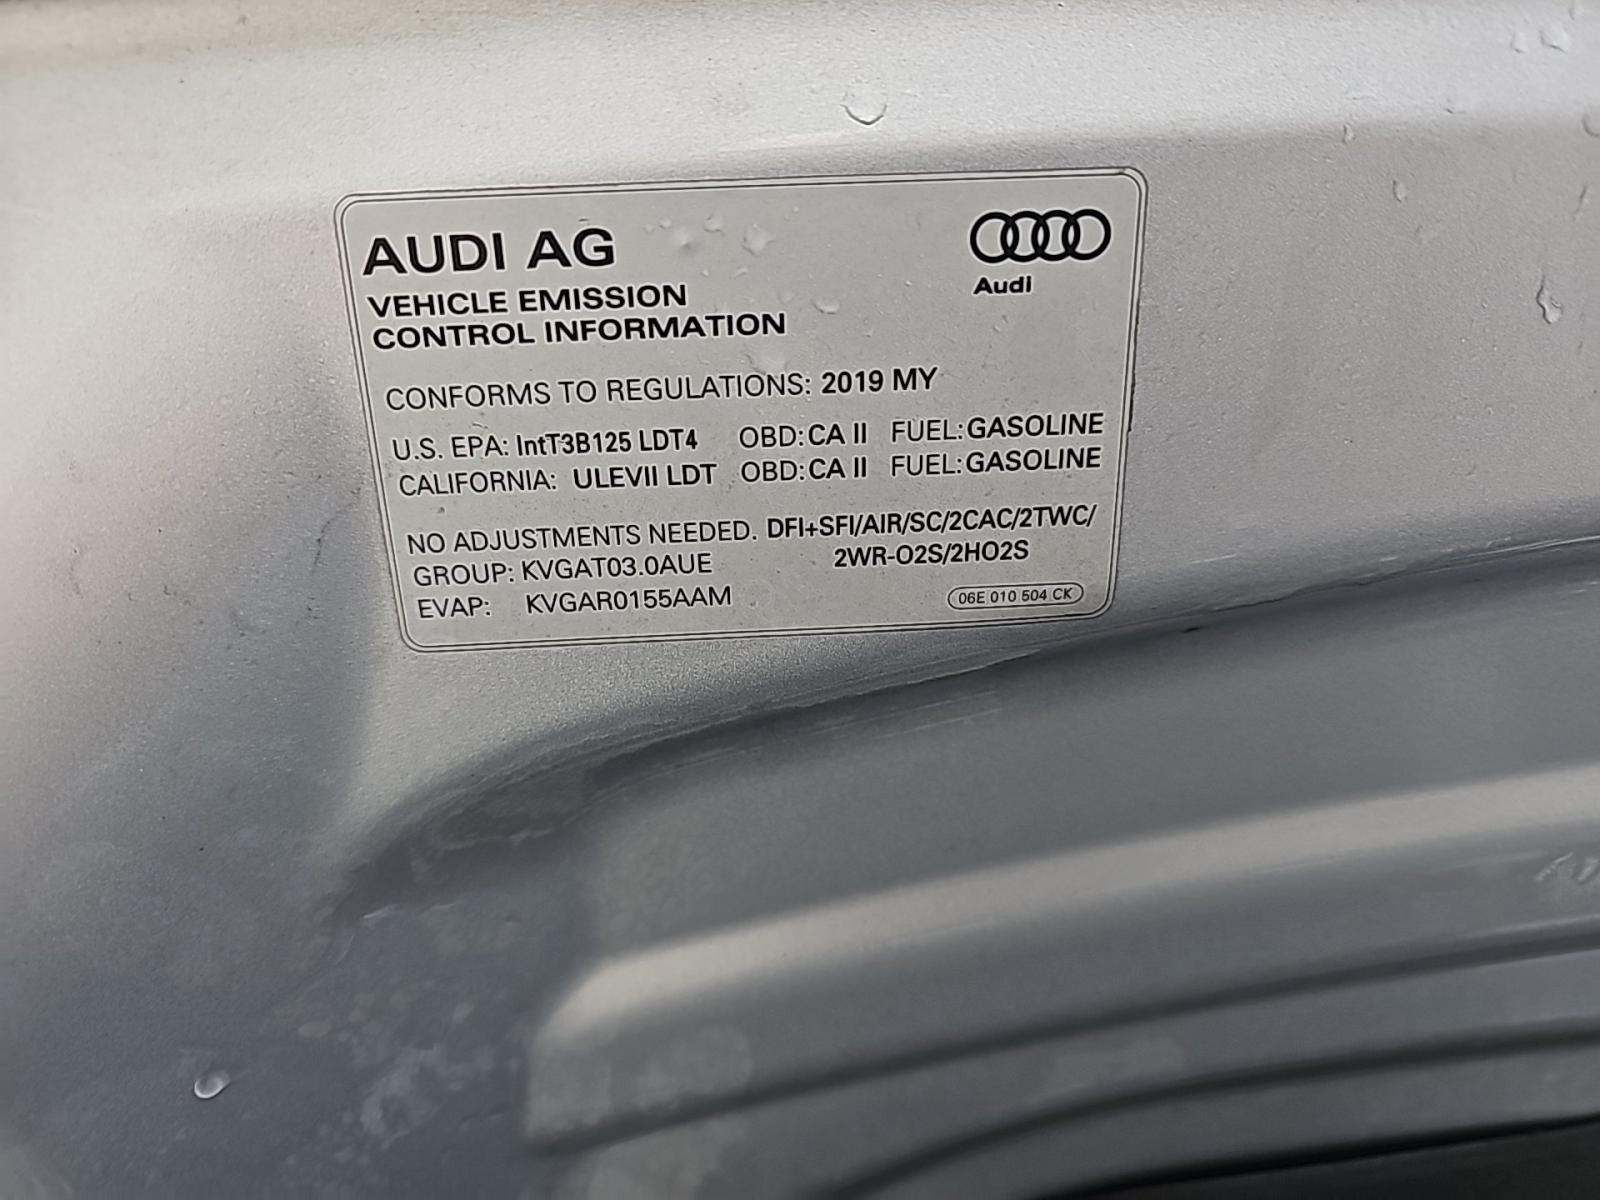 AUDI AG
Audi
VEHICLE EMISSION
CONTROL INFORMATION
CONFORMS TO REGULATIONS: 2019 MY
U.S. EPA: IntT3B125 LDT4 OBD: CA II FUEL: GASOLINE
CALIFORNIA: ULEVII LDT OBD: CA II FUEL: GASOLINE
NO ADJUSTMENTS NEEDED. DFI+SFI/AIR/SC/2CAC/2TWC/
GROUP: KVGAT03.0AUE 2WR-O2S/2HO2S
EVAP: KVGAR0155AAM 06E 010 504 CK